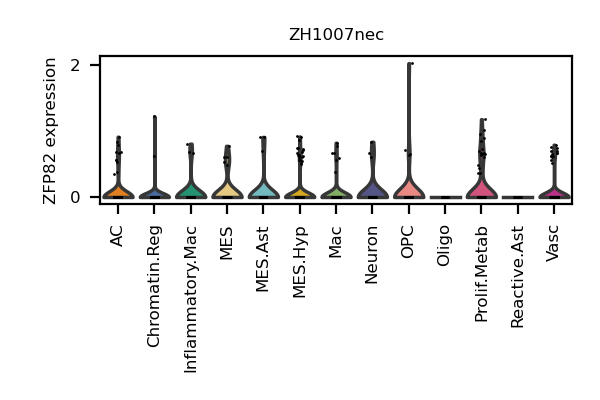 ZH1007nec
ZFP82 expression
2
0
AC
Chromatin.Reg
Inflammatory.Mac
MES
MES.Ast
MES.Hyp
Mac
Neuron
OPC
Oligo
Prolif.Metab
Reactive.Ast
Vasc